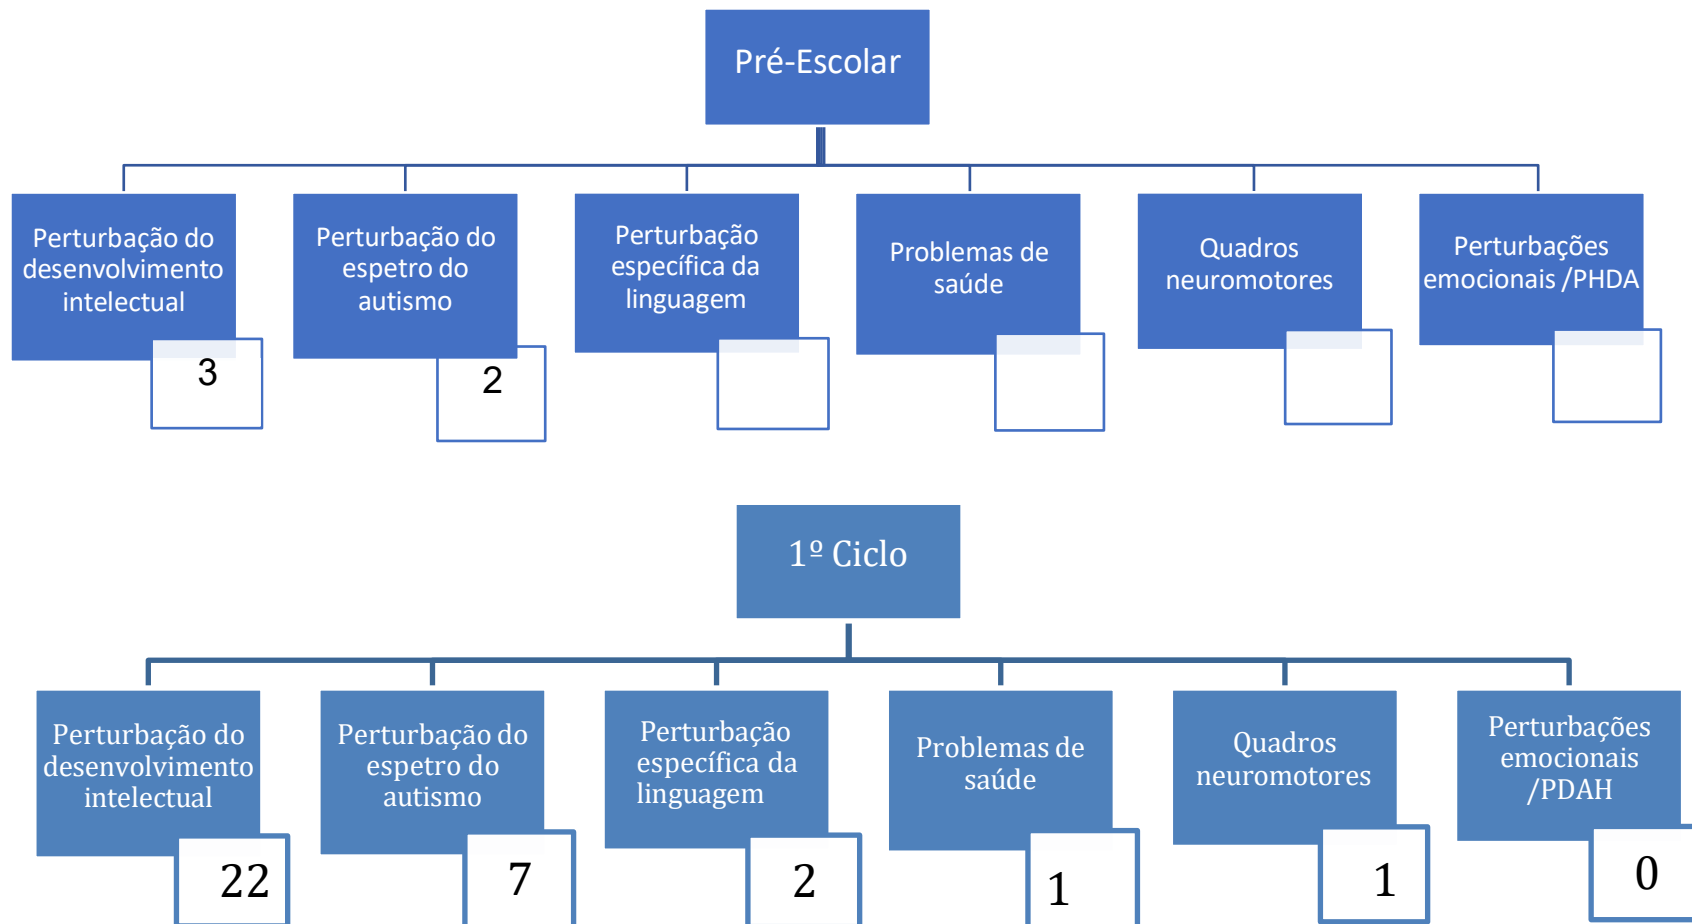 Pré-Escolar
Perturbação do
desenvolvimento
intelectual
3
Perturbação do
espetro do
autismo
2
Perturbação
específica da
linguagem
Problemas de
saúde
Quadros
neuromotores
Perturbações
emocionais /PHDA
1º Ciclo
Perturbação do
desenvolvimento
intelectual
22
Perturbação do
espetro do
autismo
7
Perturbação
específica da
linguagem
2
Problemas de
saúde
1
Quadros
neuromotores
1
Perturbações
emocionais
/PDAH
0